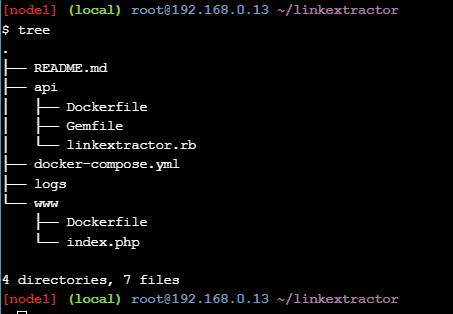 [node1] (local) root@192.168.0.13 ~/linkextractor
$ tree
.
├── README.md
├── api
│   ├── Dockerfile
│   ├── Gemfile
│   └── linkextractor.rb
├── docker-compose.yml
├── logs
└── www
    ├── Dockerfile
    └── index.php

4 directories, 7 files
[node1] (local) root@192.168.0.13 ~/linkextractor